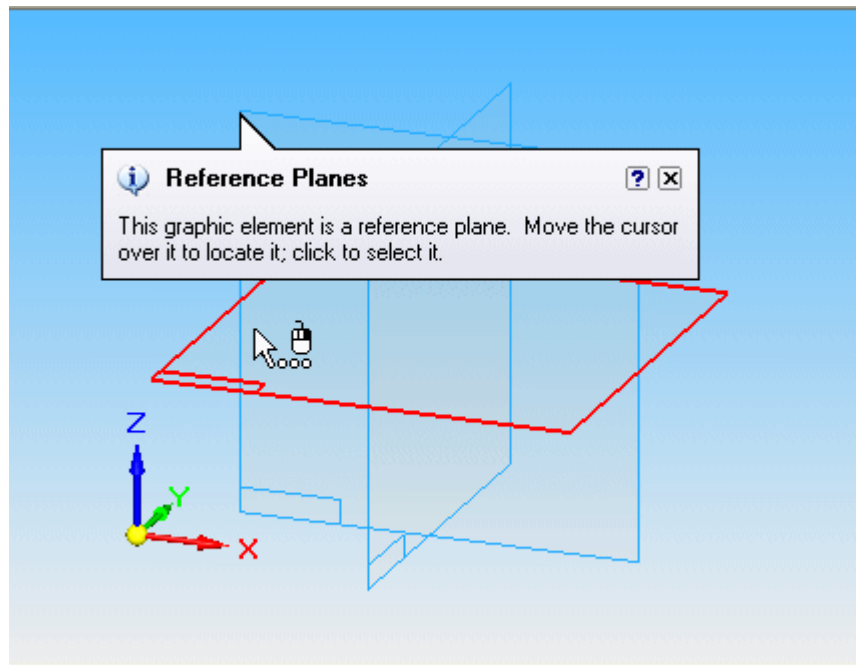 Reference Planes
?
This graphic element is a reference plane. Move the cursor
over it to locate it; click to select it.
Z
Y
X